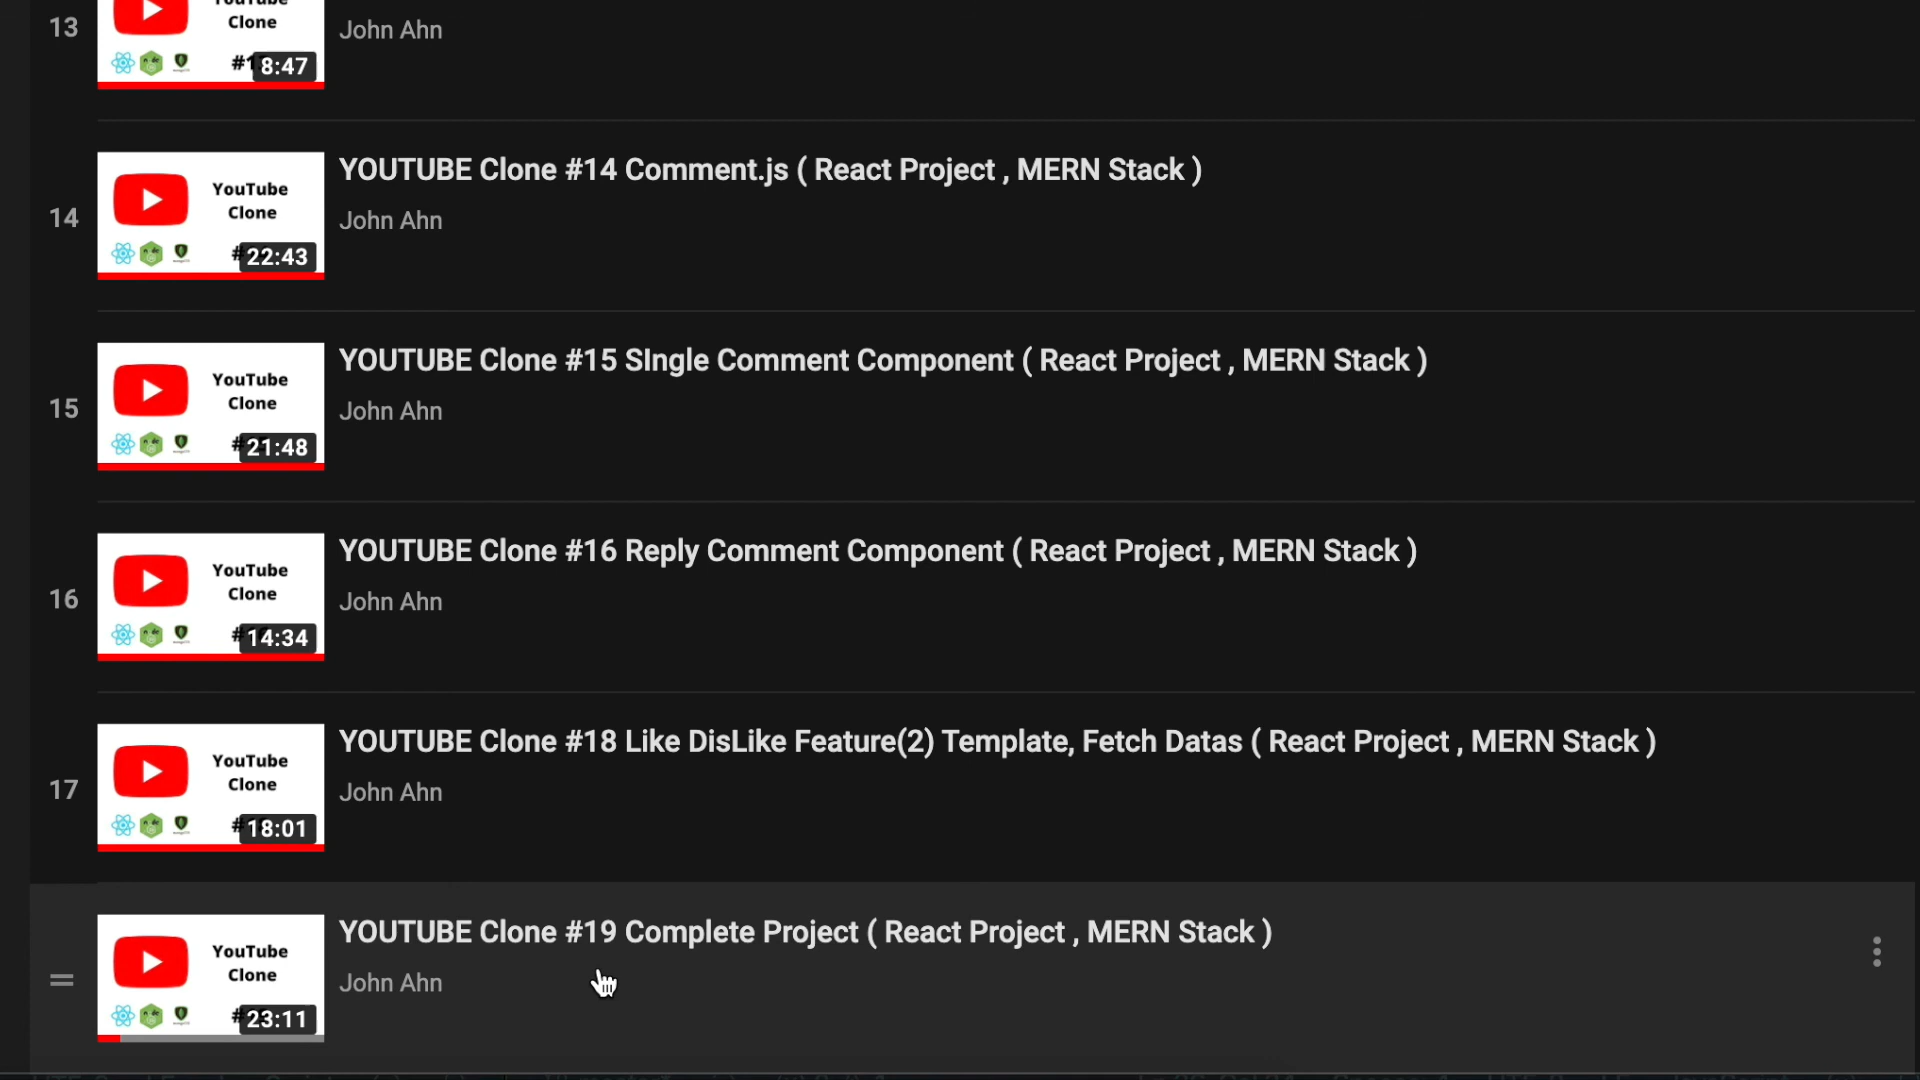 13
Clone
#1 8:47
John Ahn
14
YouTube
Clone
# 22:43
YOUTUBE Clone #14 Comment.js ( React Project , MERN Stack )
John Ahn
15
YouTube
Clone
# 21:48
YOUTUBE Clone #15 SIngle Comment Component ( React Project , MERN Stack )
John Ahn
16
YouTube
Clone
# 14:34
YOUTUBE Clone #16 Reply Comment Component ( React Project , MERN Stack )
John Ahn
17
YouTube
Clone
# 18:01
YOUTUBE Clone #18 Like DisLike Feature(2) Template, Fetch Datas ( React Project , MERN Stack )
John Ahn
YouTube
Clone
# 23:11
YOUTUBE Clone #19 Complete Project ( React Project , MERN Stack )
John Ahn